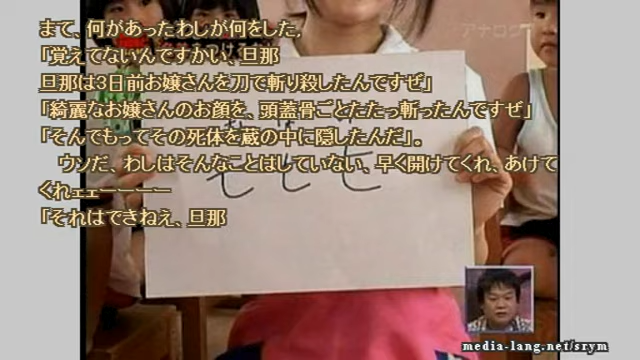 アナログ
まて、何があったわしが何をした,
「覚えてないんですかい、旦那
旦那は3日前お嬢さんを刀で斬り殺したんですぜ」
「綺麗なお嬢さんのお顔を、頭蓋骨ごとたたっ斬ったんですぜ」
「そんでもってその死体を蔵の中に隠したんだ」。
　ウソだ、わしはそんなことはしていない、早く開けてくれ、あけて
くれェェーーーー
「それはできねえ、旦那
media-lang.net/srym